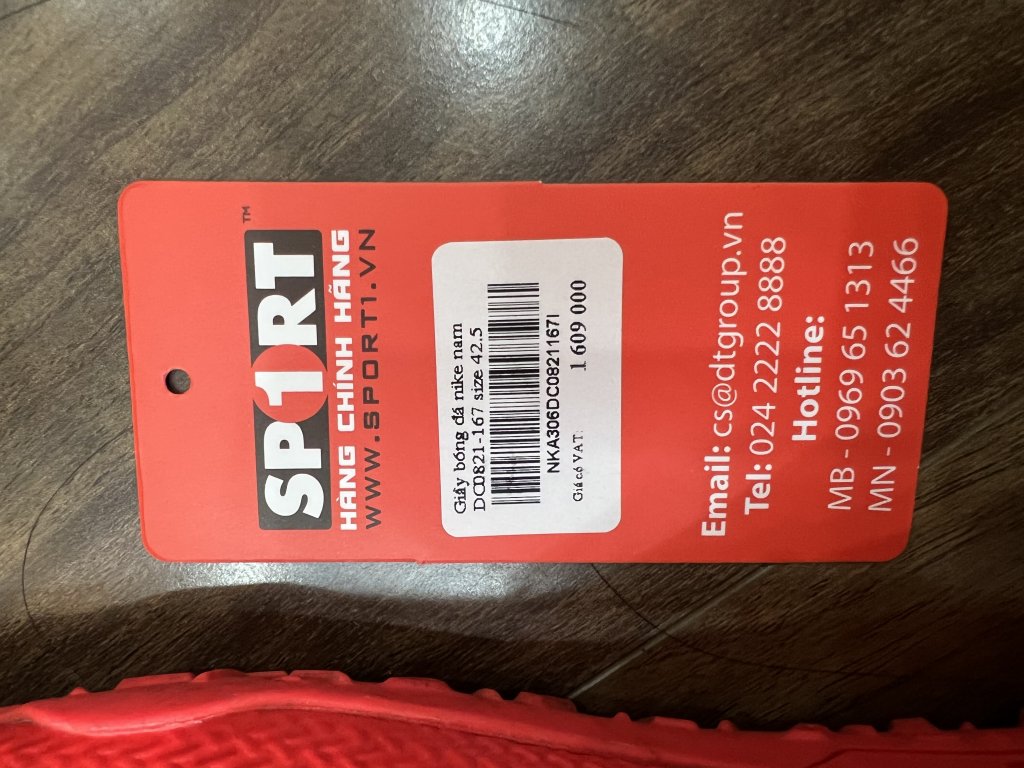 SP1RT™
HÀNG CHÍNH HÃNG
WWW.SPORT1.VN
Giầy bóng đá nike nam
DC0821-167 size 42.5
NKA306DC0821167I
Giá có VAT: 1 609 000
Email: cs@dtgroup.vn
Tel: 024 2222 8888
Hotline:
MB - 0969 65 1313
MN - 0903 62 4466